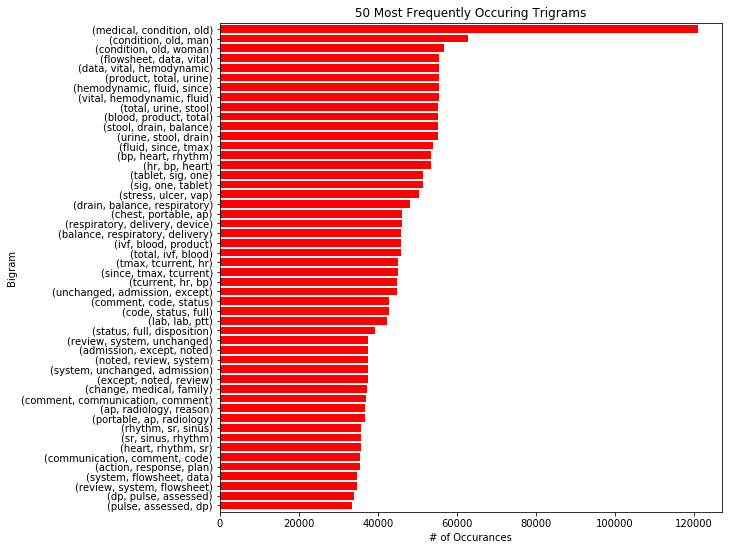 50 Most Frequently Occuring Trigrams
(medical, condition, old)
(condition, old, man)
(condition, old, woman)
(flowsheet, data, vital)
(data, vital, hemodynamic)
(product, total, urine)
(hemodynamic, fluid, since)
(vital, hemodynamic, fluid)
(total, urine, stool)
(blood, product, total)
(stool, drain, balance)
(urine, stool, drain)
(fluid, since, tmax)
(bp, heart, rhythm)
(hr, bp, heart)
(tablet, sig, one)
(sig, one, tablet)
(stress, ulcer, vap)
(drain, balance, respiratory)
(chest, portable, ap)
(respiratory, delivery, device)
(balance, respiratory, delivery)
(ivf, blood, product)
(total, ivf, blood)
(tmax, tcurrent, hr)
(since, tmax, tcurrent)
(tcurrent, hr, bp)
(unchanged, admission, except)
(comment, code, status)
(code, status, full)
(lab, lab, ptt)
(status, full, disposition)
(review, system, unchanged)
(admission, except, noted)
(noted, review, system)
(system, unchanged, admission)
(except, noted, review)
(change, medical, family)
(comment, communication, comment)
(ap, radiology, reason)
(portable, ap, radiology)
(rhythm, sr, sinus)
(sr, sinus, rhythm)
(heart, rhythm, sr)
(communication, comment, code)
(action, response, plan)
(system, flowsheet, data)
(review, system, flowsheet)
(dp, pulse, assessed)
(pulse, assessed, dp)
Bigram
0 20000 40000 60000 80000 100000 120000
# of Occurances